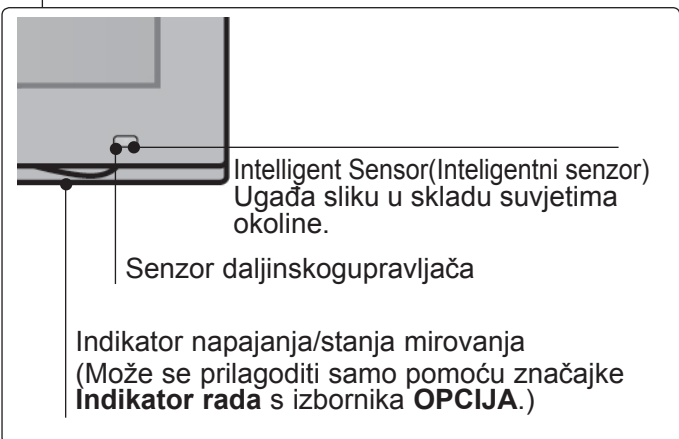 Intelligent Sensor(Inteligentni senzor)
Ugađa sliku u skladu suvjetima
okoline.
Senzor daljinskogupravljača
Indikator napajanja/stanja mirovanja
(Može se prilagoditi samo pomoću značajke
Indikator rada s izbornika OPCIJA.)